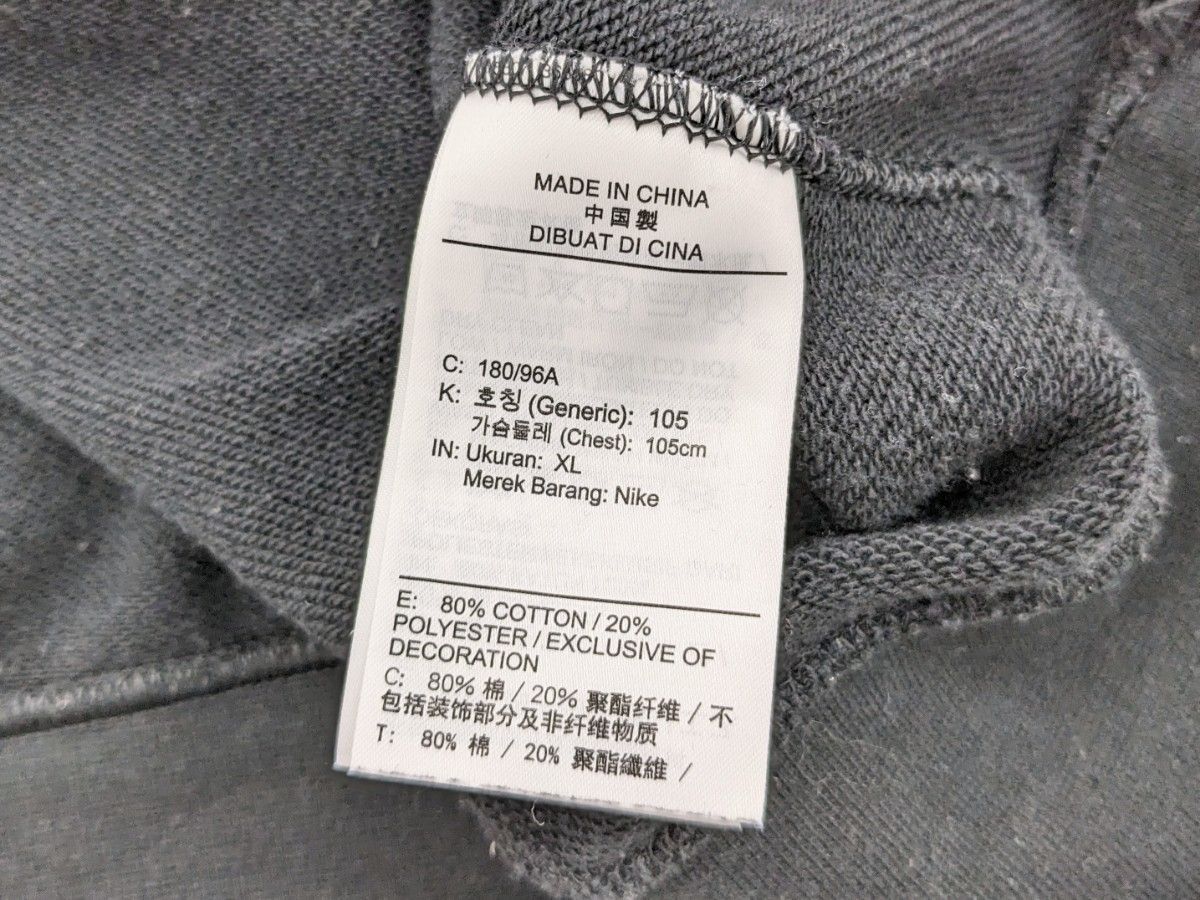 MADE IN CHINA
中国製
DIBUAT DI CINA
C: 180/96A
K: 호칭 (Generic): 105
가슴둘레 (Chest): 105cm
IN: Ukuran: XL
Merek Barang: Nike
E: 80% COTTON / 20%
POLYESTER / EXCLUSIVE OF
DECORATION
C: 80% 棉 / 20% 聚酯纤维 / 不
包括装饰部分及非纤维物质
T: 80% 棉 / 20% 聚酯纖維 /